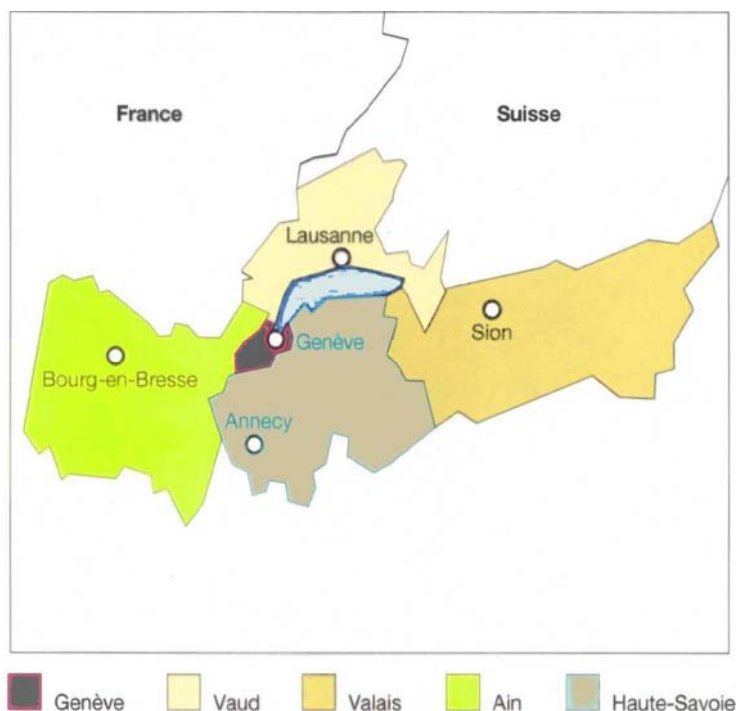 France
Suisse
Lausanne
Genève
Sion
Bourg-en-Bresse
Annecy
Genève
Vaud
Valais
Ain
Haute-Savoie